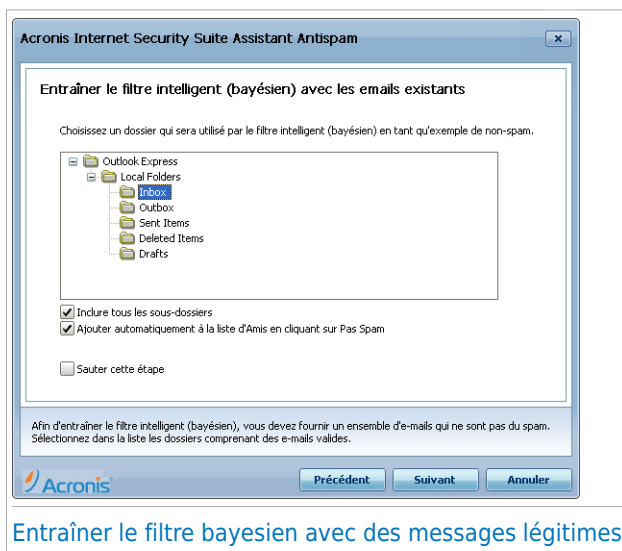 Acronis Internet Security Suite Assistant Antispam
Entraîner le filtre intelligent (bayésien) avec les emails existants
Choisissez un dossier qui sera utilisé par le filtre intelligent (bayésien) en tant qu'exemple de non-spam.
Outlook Express
Local Folders
Inbox
Outbox
Sent Items
Deleted Items
Drafts
Inclure tous les sous-dossiers
Ajouter automatiquement à la liste d'Amis en cliquant sur Pas Spam
Sauter cette étape
Afin d'entraîner le filtre intelligent (bayésien), vous devez fournir un ensemble d'e-mails qui ne sont pas du spam.
Sélectionnez dans la liste les dossiers comprenant des e-mails valides.
Acronis
Précédent Suivant Annuler
Entraîner le filtre bayesien avec des messages légitimes